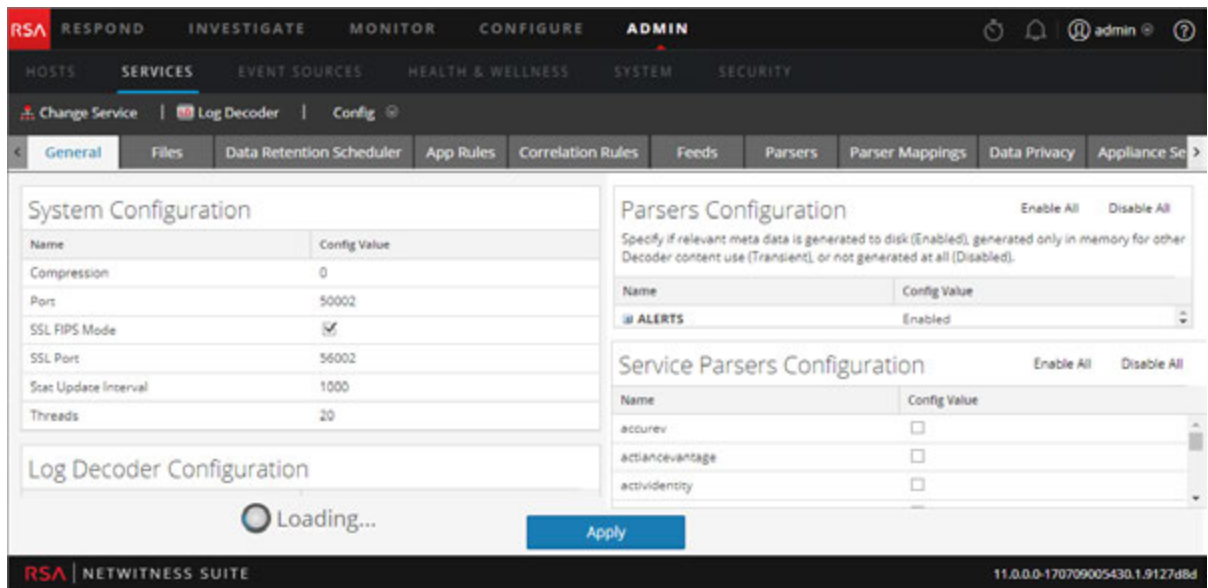 RSA RESPOND INVESTIGATE MONITOR CONFIGURE ADMIN admin ?
HOSTS SERVICES EVENT SOURCES HEALTH & WELLNESS SYSTEM SECURITY
Change Service | Log Decoder | Config
General Files Data Retention Scheduler App Rules Correlation Rules Feeds Parsers Parser Mappings Data Privacy Appliance Se
System Configuration
Name Config Value
Compression 0
Port 50002
SSL FIPS Mode
SSL Port 56002
Stat Update Interval 1000
Threads 20
Log Decoder Configuration
Loading...
Parsers Configuration Enable All Disable All
Specify if relevant meta data is generated to disk (Enabled), generated only in memory for other
Decoder content use (Transient), or not generated at all (Disabled).
Name Config Value
ALERTS Enabled
Service Parsers Configuration Enable All Disable All
Name Config Value
accurev
actiancevantage
actividentity
Apply
RSA | NETWITNESS SUITE 11.0.0.0-170709005430.1.9127d8d